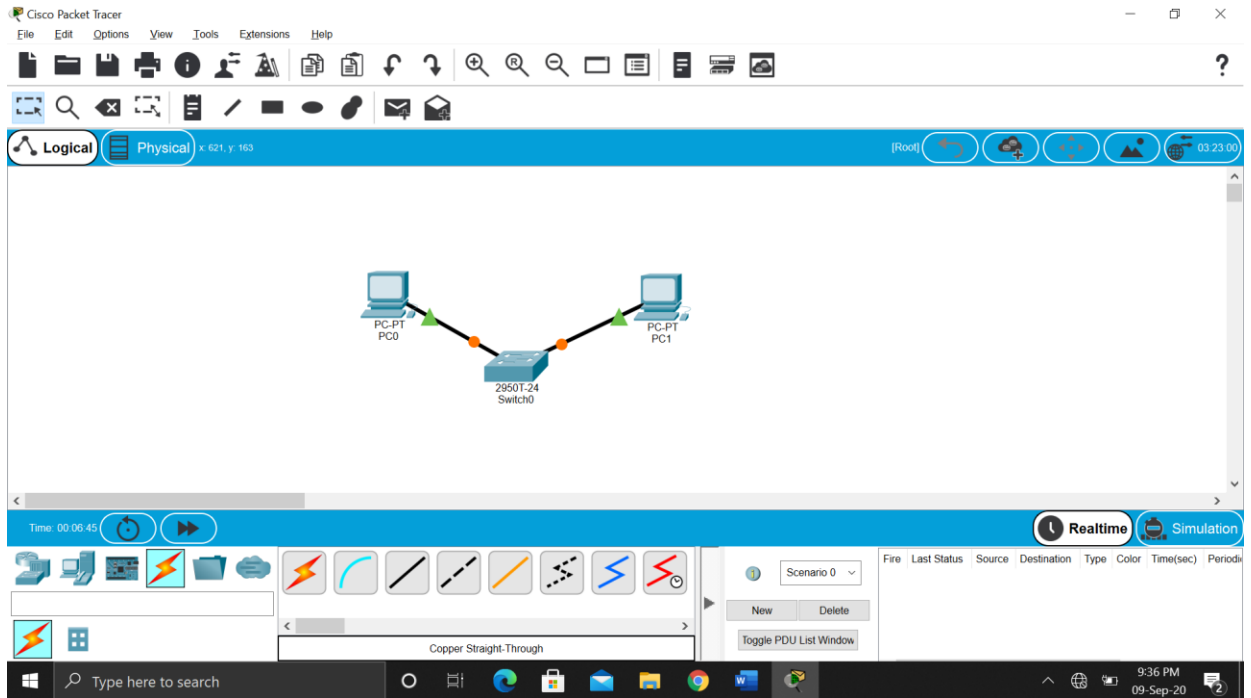 Cisco Packet Tracer
File Edit Options View Tools Extensions Help
?
Logical Physical x: 621, y: 163 [Root] 03:23:00
PC-PT
PC0
PC-PT
PC1
2950T-24
Switch0
Time: 00:06:45 Realtime Simulation
Scenario 0
Fire Last Status Source Destination Type Color Time(sec) Periodi
New Delete
Toggle PDU List Window
Copper Straight-Through
Type here to search
9:36 PM
09-Sep-20
2